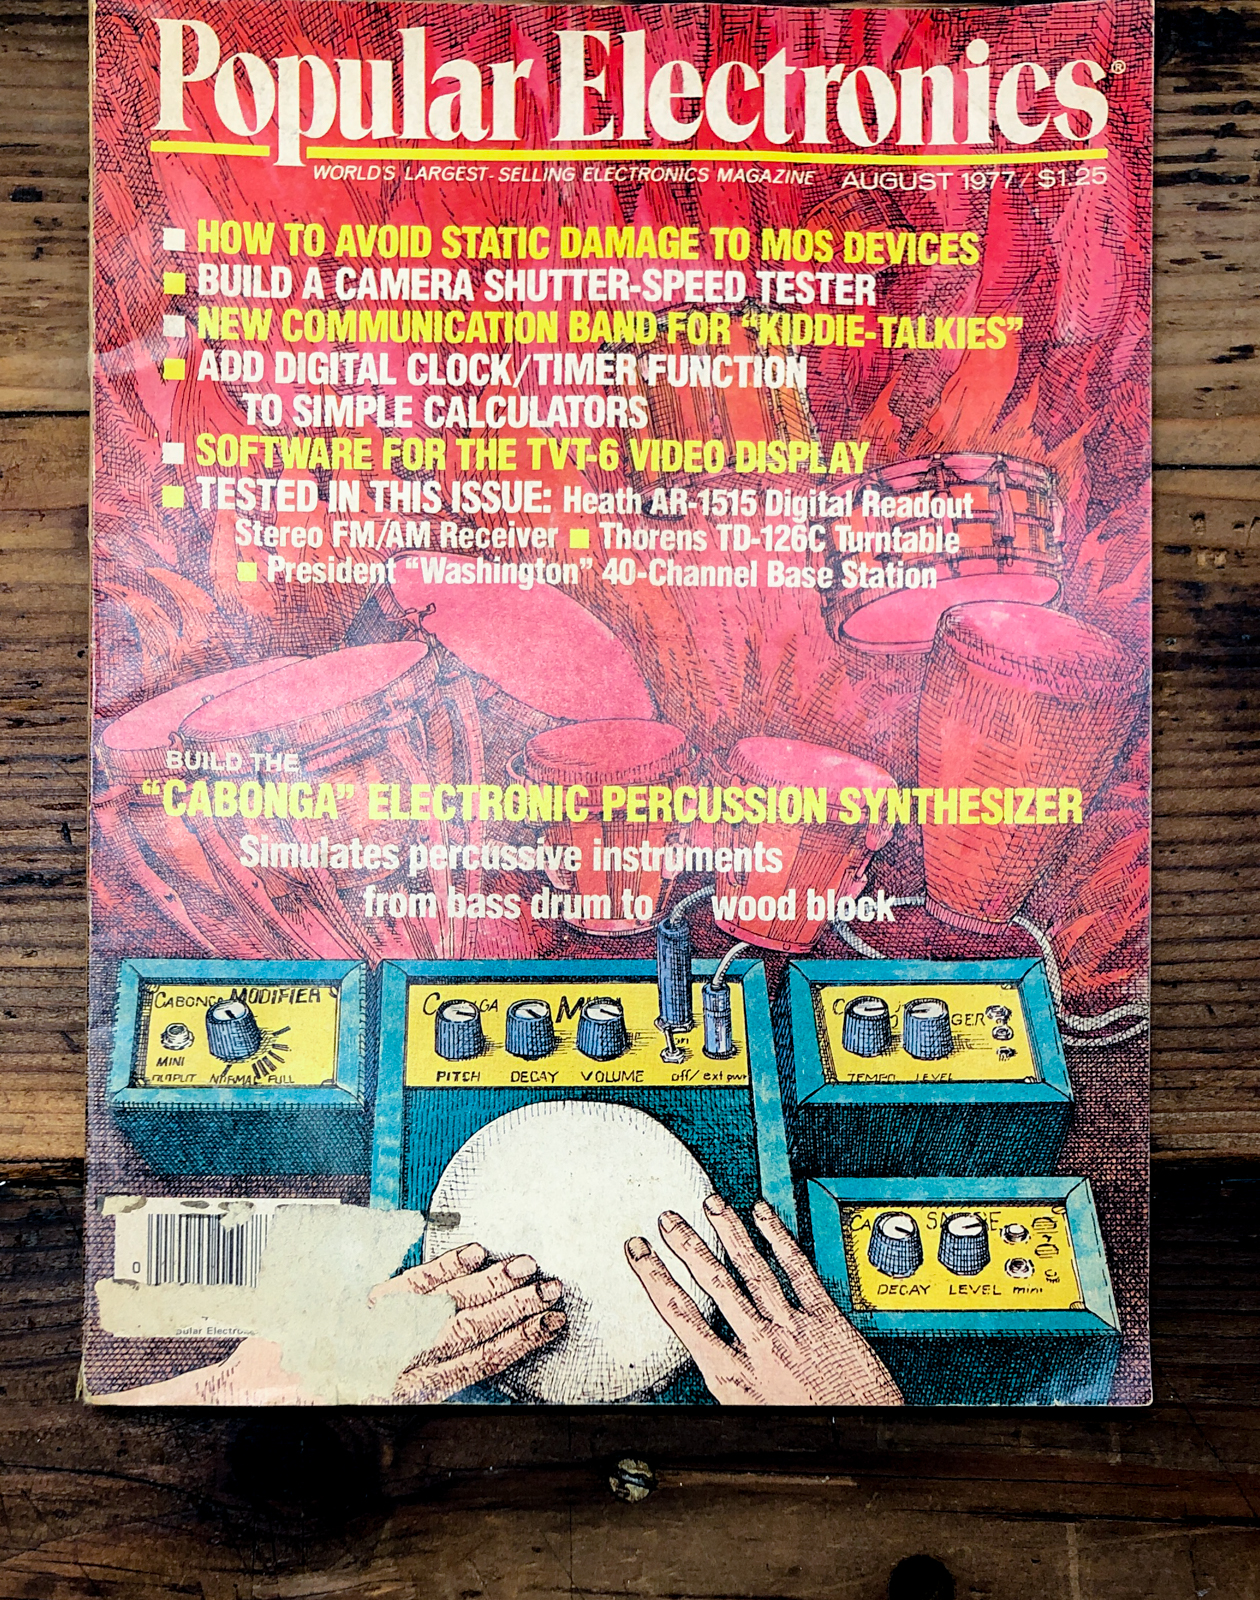 Popular Electronics®
WORLD'S LARGEST-SELLING ELECTRONICS MAGAZINE AUGUST 1977/$1.25
HOW TO AVOID STATIC DAMAGE TO MOS DEVICES
BUILD A CAMERA SHUTTER-SPEED TESTER
NEW COMMUNICATION BAND FOR "KIDDIE-TALKIES"
ADD DIGITAL CLOCK/TIMER FUNCTION
TO SIMPLE CALCULATORS
SOFTWARE FOR THE TVT-6 VIDEO DISPLAY
TESTED IN THIS ISSUE: Heath AR-1515 Digital Readout
Stereo FM/AM Receiver ■ Thorens TD-126C Turntable
■ President "Washington" 40-Channel Base Station
BUILD THE
"CABONGA" ELECTRONIC PERCUSSION SYNTHESIZER
Simulates percussive instruments
from bass drum to wood block
CABONGA MODIFIER
MINI
OUTPUT NORMAL FULL
PITCH DECAY VOLUME off/ext pwr
TEMPO LEVEL
DECAY LEVEL mini
0